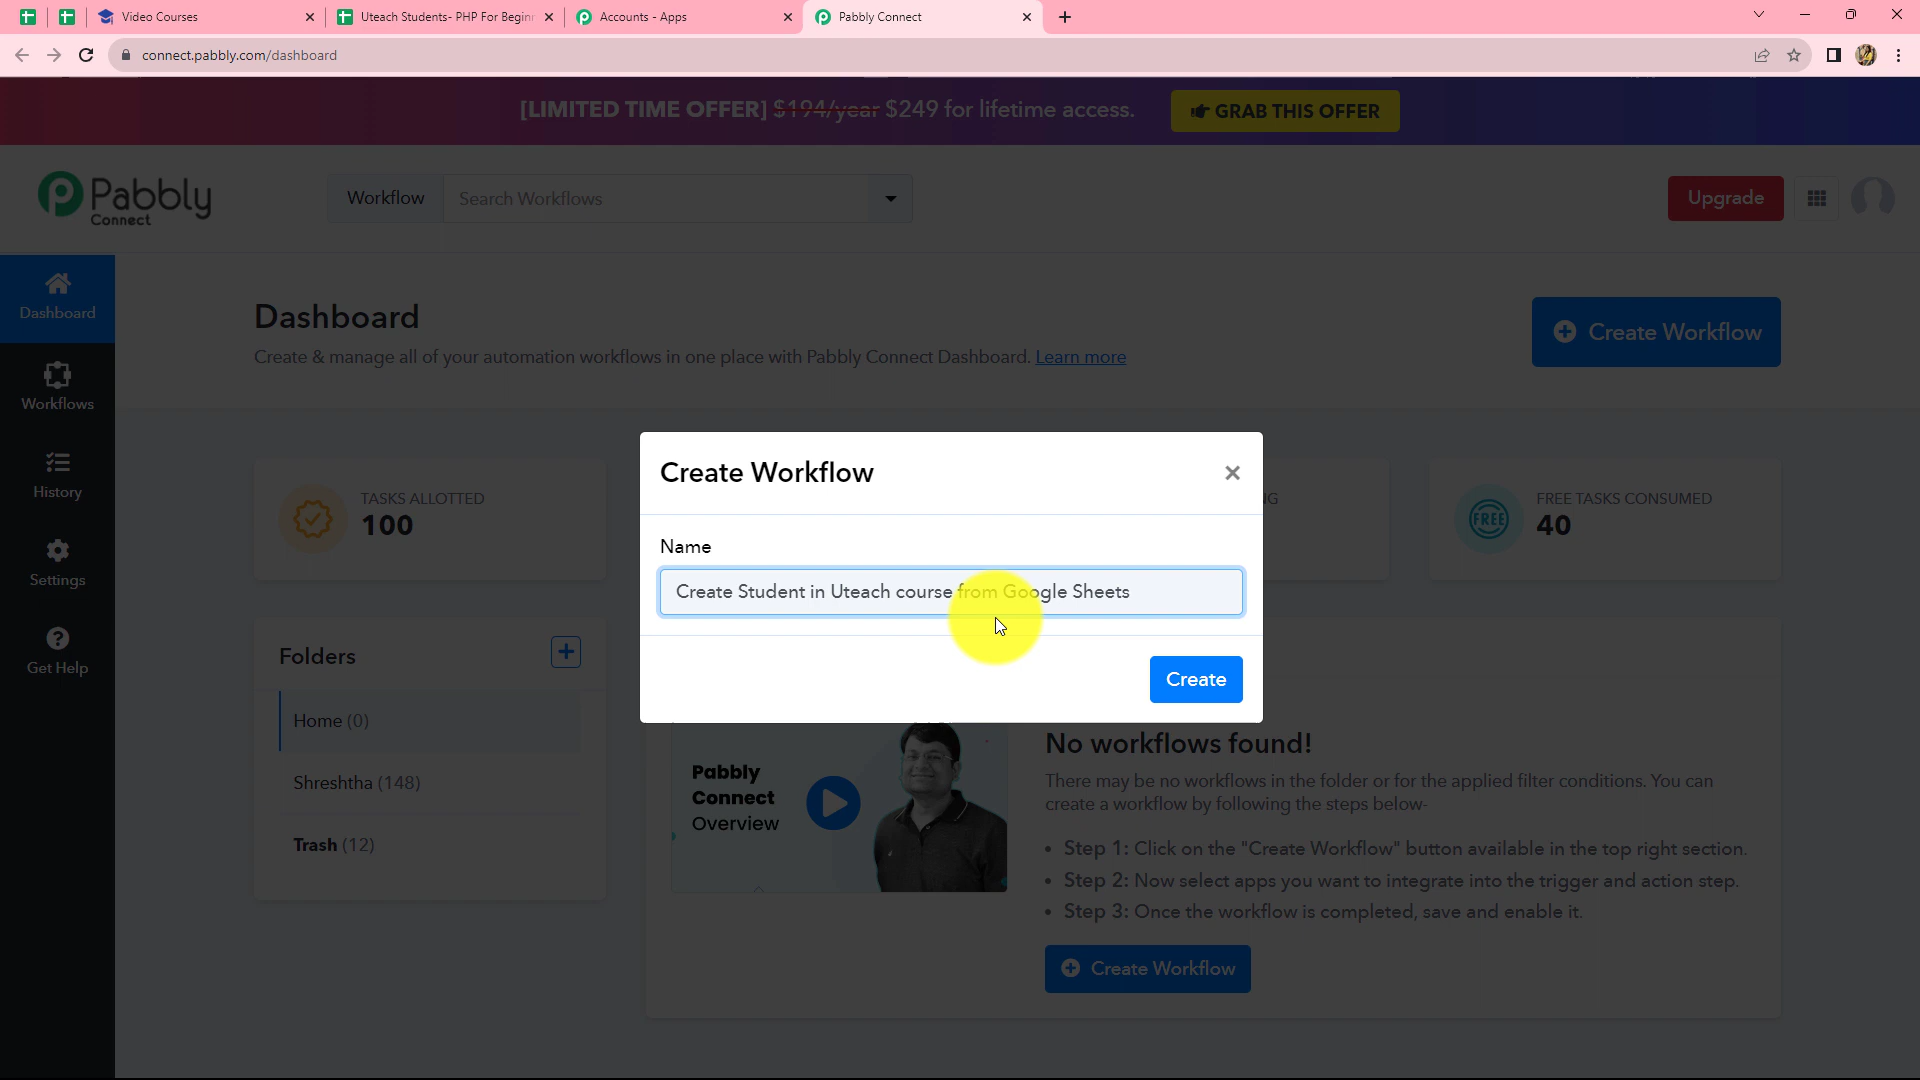 Video Courses
Uteach Students- PHP For Beginn
Accounts - Apps
Pabbly Connect
connect.pabbly.com/dashboard
[LIMITED TIME OFFER] $194/year $249 for lifetime access.
GRAB THIS OFFER
Pabbly
Connect
Workflow
Search Workflows
Upgrade
Dashboard
Workflows
History
Settings
Get Help
Dashboard
Create & manage all of your automation workflows in one place with Pabbly Connect Dashboard. Learn more
Create Workflow
TASKS ALLOTTED
100
NG
FREE
FREE TASKS CONSUMED
40
Create Workflow
Name
Create Student in Uteach course from Google Sheets
Create
Folders
Home (0)
Shreshtha (148)
Trash (12)
Pabbly
Connect
Overview
No workflows found!
There may be no workflows in the folder or for the applied filter conditions. You can
create a workflow by following the steps below-
• Step 1: Click on the "Create Workflow" button available in the top right section.
• Step 2: Now select apps you want to integrate into the trigger and action step.
• Step 3: Once the workflow is completed, save and enable it.
Create Workflow